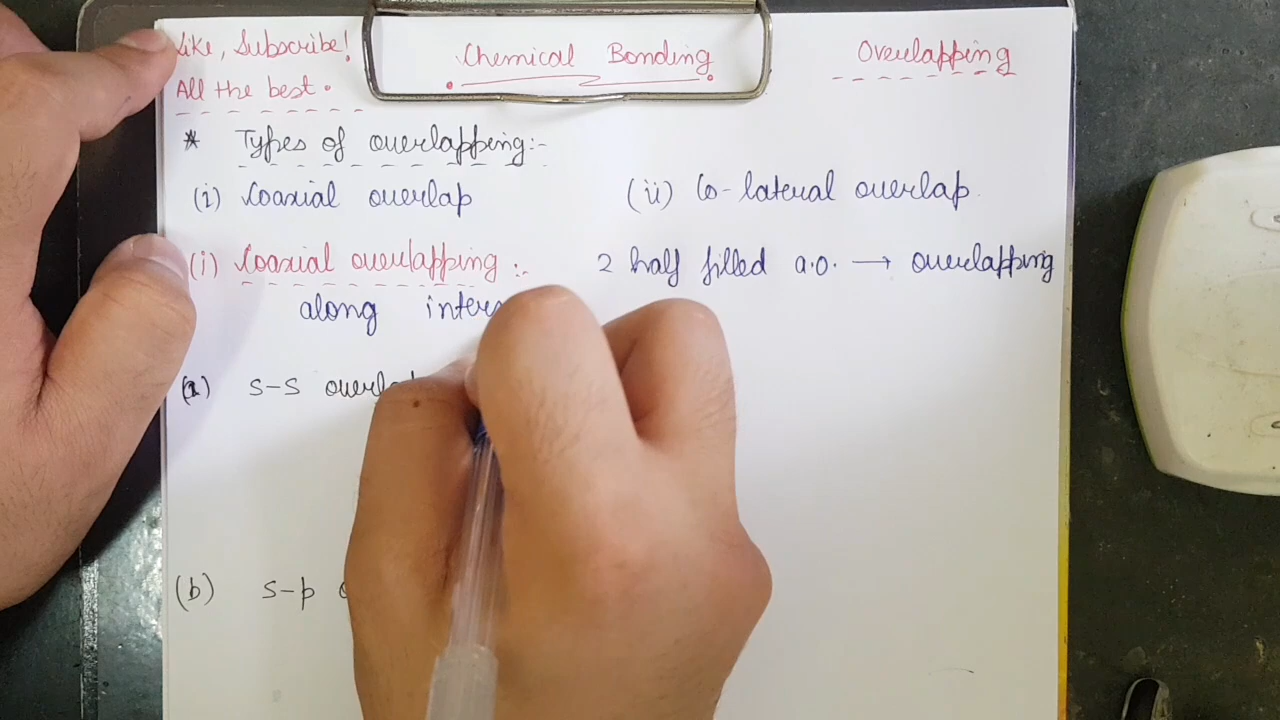 Like, Subscribe!
All the best.
Chemical Bonding
Overlapping
* Types of overlapping:-
(i) Coaxial overlap (ii) Co-lateral overlap.
(i) Coaxial overlapping :- 2 half filled a.o. → overlapping
along
(a) s-s
(b) s-p